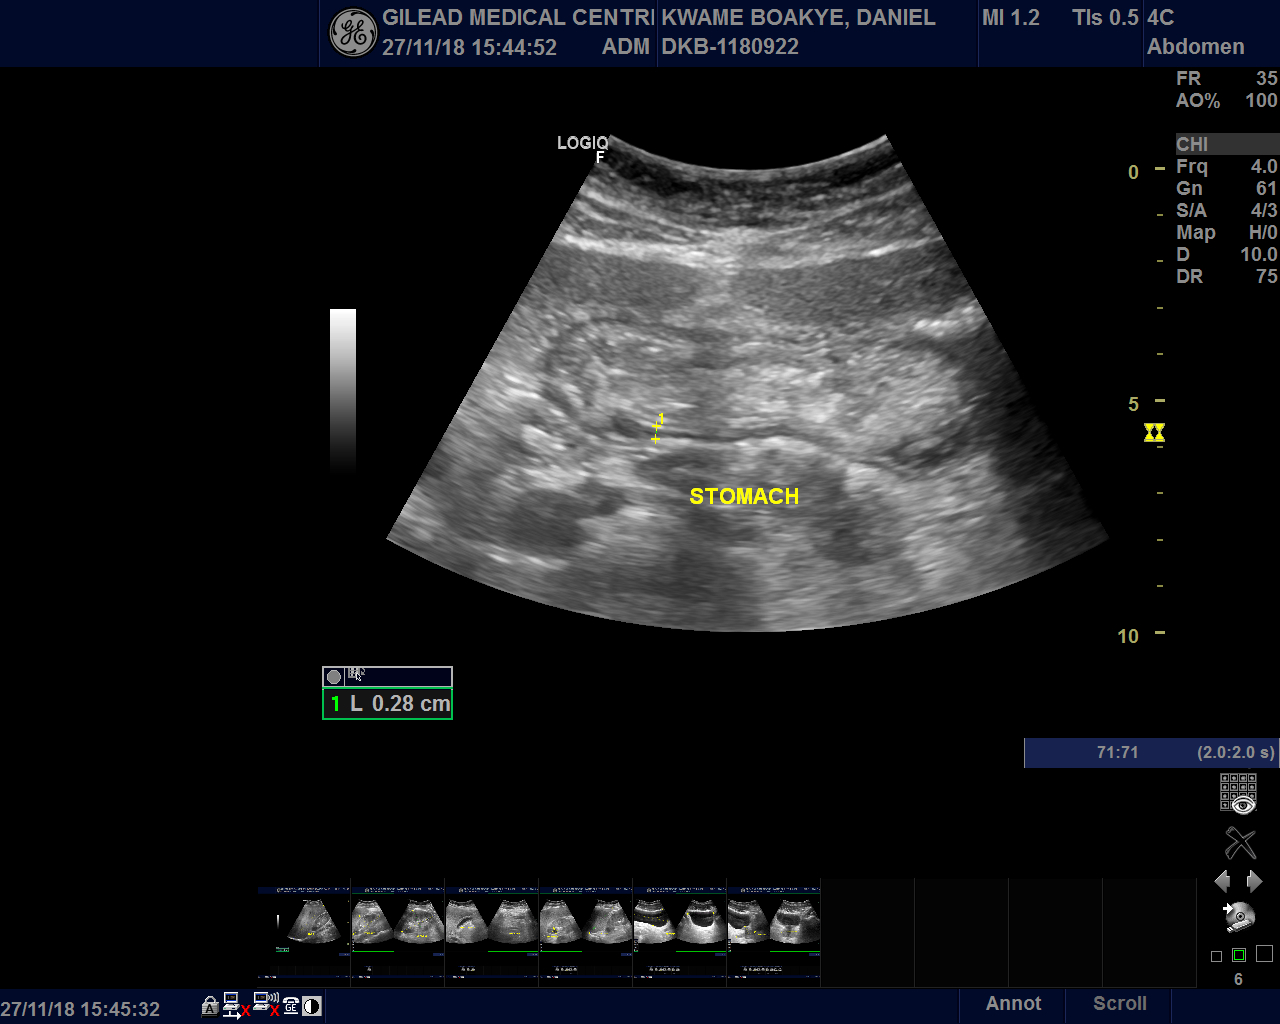 GILEAD MEDICAL CENTR
KWAME BOAKYE, DANIEL
MI 1.2
TIs 0.5
4C
27/11/18 15:44:52
ADM
DKB-1180922
Abdomen
FR 35
AO% 100
CHI
Frq 4.0
Gn 61
S/A 4/3
Map H/0
D 10.0
DR 75
LOGIQ
F
0
5
10
1
STOMACH
1 L 0.28 cm
71:71 (2.0:2.0 s)
6
27/11/18 15:45:32
A
GE
Annot
Scroll